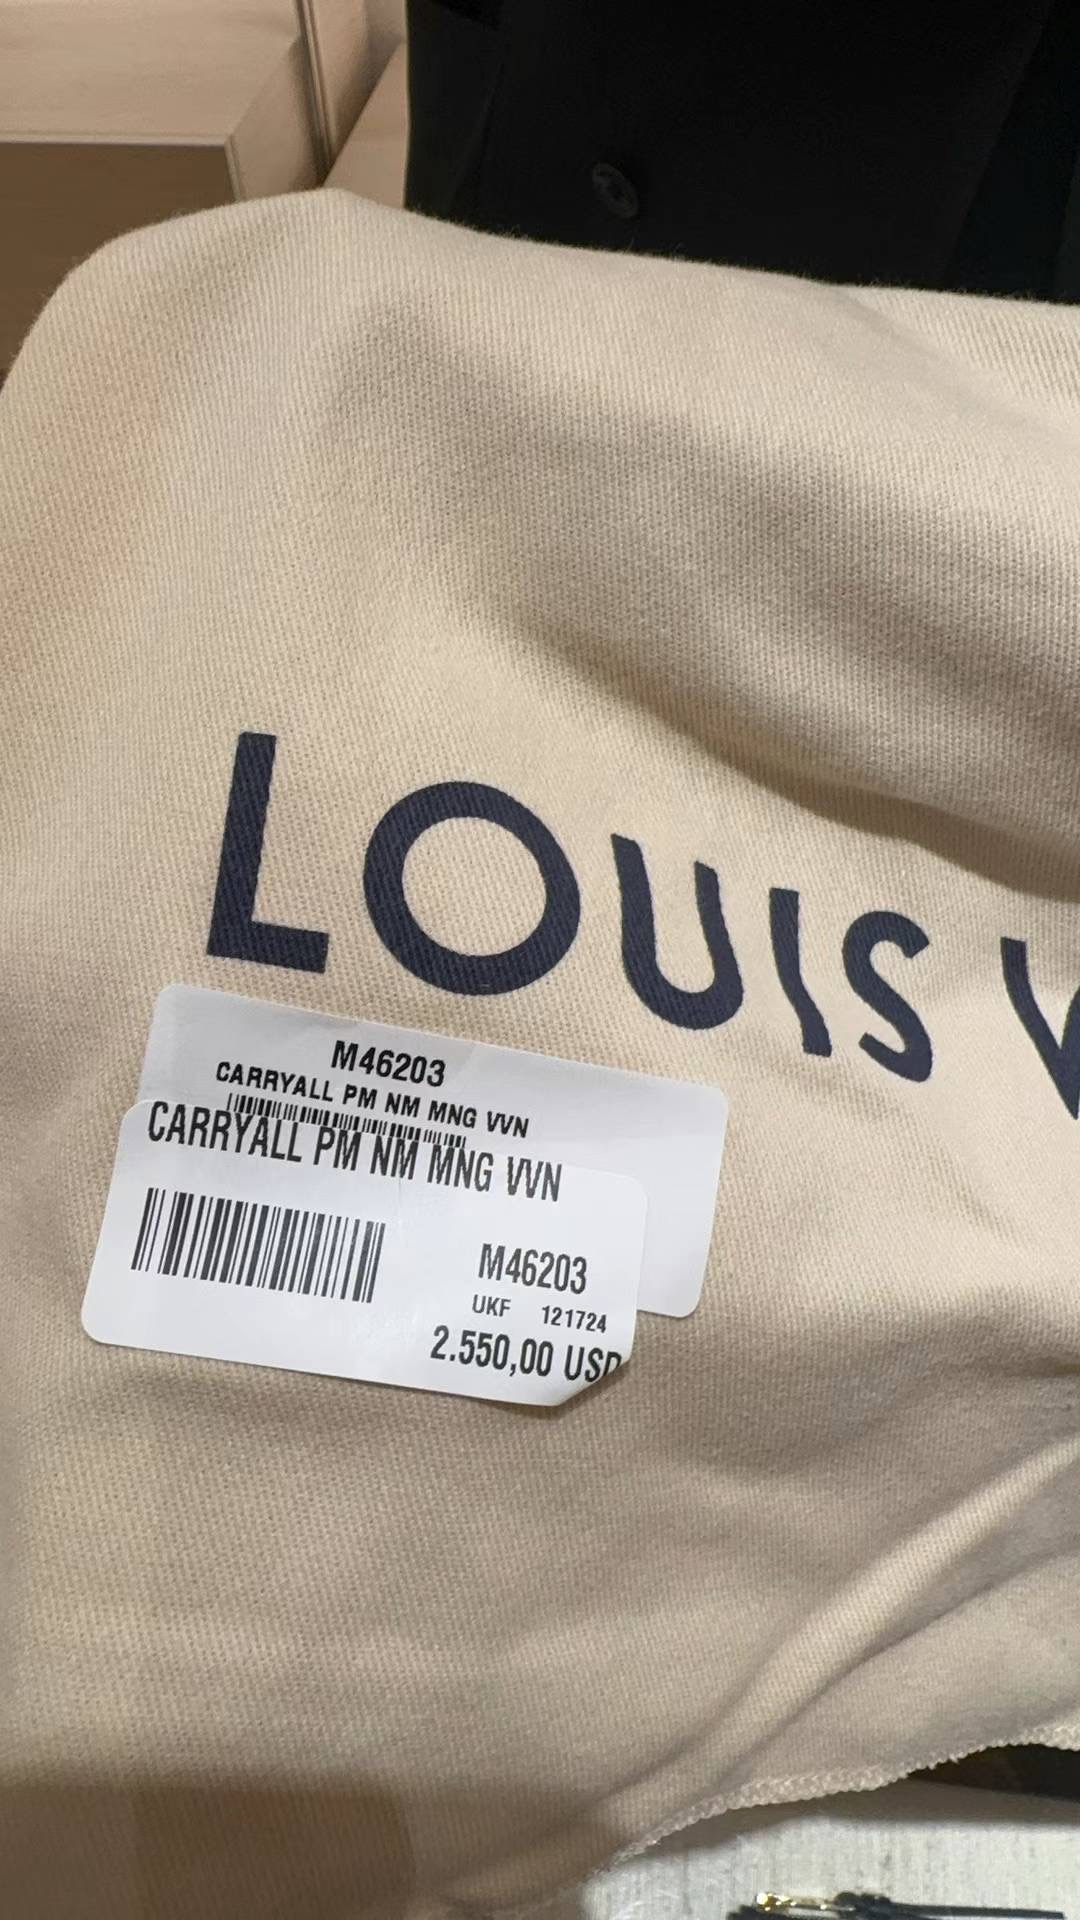 LOUIS V
M46203
CARRYALL PM NM MNG VVN
CARRYALL PM NM MNG VVN
M46203
UKF 121724
2.550,00 USD